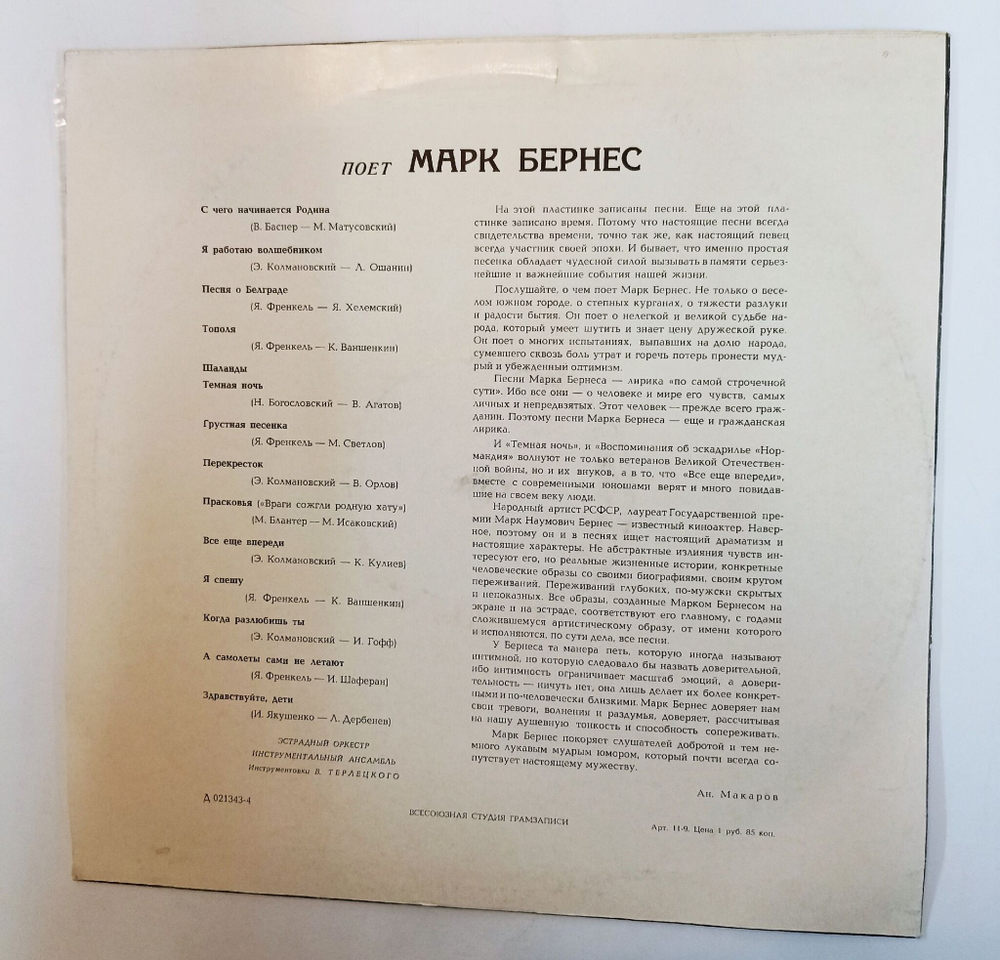 ПОЕТ МАРК БЕРНЕС
С чего начинается Родина
(В. Баснер — М. Матусовский)
Я работаю волшебником
(Э. Колмановский — Л. Ошанин)
Песня о Белграде
(Я. Френкель — Я. Хелемский)
Тополя
(Я. Френкель — К. Ваншенкин)
Шаланды
Темная ночь
(Н. Богословский — В. Агатов)
Грустная песенка
(Я. Френкель — М. Светлов)
Перекресток
(Э. Колмановский — В. Орлов)
Прасковья («Враги сожгли родную хату»)
(М. Блантер — М. Исаковский)
Все еще впереди
(Э. Колмановский — К. Кулиев)
Я спешу
(Я. Френкель — К. Ваншенкин)
Когда разлюбишь ты
(Э. Колмановский — И. Гофф)
А самолеты сами не летают
(Я. Френкель — И. Шаферан)
Здравствуйте, дети
(И. Якушенко — Л. Дербенев)
ЭСТРАДНЫЙ ОРКЕСТР
ИНСТРУМЕНТАЛЬНЫЙ АНСАМБЛЬ
Инструментовки В. ТЕРЛЕЦКОГО
Д 021343-4
На этой пластинке записаны песни. Еще на этой пла-
стинке записано время. Потому что настоящие песни всегда
свидетельства времени, точно так же, как настоящий певец
всегда участник своей эпохи. И бывает, что именно простая
песенка обладает чудесной силой вызывать в памяти серьез-
нейшие и важнейшие события нашей жизни.
Послушайте, о чем поет Марк Бернес. Не только о весе-
лом южном городе, о степных курганах, о тяжести разлуки
и радости бытия. Он поет о нелегкой и великой судьбе на-
рода, который умеет шутить и знает цену дружеской руке.
Он поет о многих испытаниях, выпавших на долю народа,
сумевшего сквозь боль утрат и горечь потерь пронести муд-
рый и убежденный оптимизм.
Песни Марка Бернеса — лирика «по самой строчечной
сути». Ибо все они — о человеке и мире его чувств, самых
личных и непредвзятых. Этот человек — прежде всего граж-
данин. Поэтому песни Марка Бернеса — еще и гражданская
лирика.
И «Темная ночь», и «Воспоминания об эскадрилье «Нор-
мандия» волнуют не только ветеранов Великой Отечествен-
ной войны, но и их внуков, а в то, что «Все еще впереди»,
вместе с современными юношами верят и много повидав-
шие на своем веку люди.
Народный артист РСФСР, лауреат Государственной пре-
мии Марк Наумович Бернес — известный киноактер. Навер-
ное, поэтому он и в песнях ищет настоящий драматизм и
настоящие характеры. Не абстрактные излияния чувств ин-
тересуют его, но реальные жизненные истории, конкретные
человеческие образы со своими биографиями, своим кругом
переживаний. Переживаний глубоких, по-мужски скрытых
и непоказных. Все образы, созданные Марком Бернесом на
экране и на эстраде, соответствуют его главному, с годами
сложившемуся артистическому образу, от имени которого
и исполняются, по сути дела, все песни.
У Бернеса та манера петь, которую иногда называют
интимной, но которую следовало бы назвать доверительной,
ибо интимность ограничивает масштаб эмоций, а довери-
тельность — ничуть нет, она лишь делает их более конкрет-
ными и по-человечески близкими. Марк Бернес доверяет нам
свои тревоги, волнения и раздумья, доверяет, рассчитывая
на нашу душевную тонкость и способность сопереживать.
Марк Бернес покоряет слушателей добротой и тем не-
много лукавым мудрым юмором, который почти всегда со-
путствует настоящему мужеству.
Ан. Макаров
ВСЕСОЮЗНАЯ СТУДИЯ ГРАМЗАПИСИ
Арт. 11-9. Цена 1 руб. 85 коп.